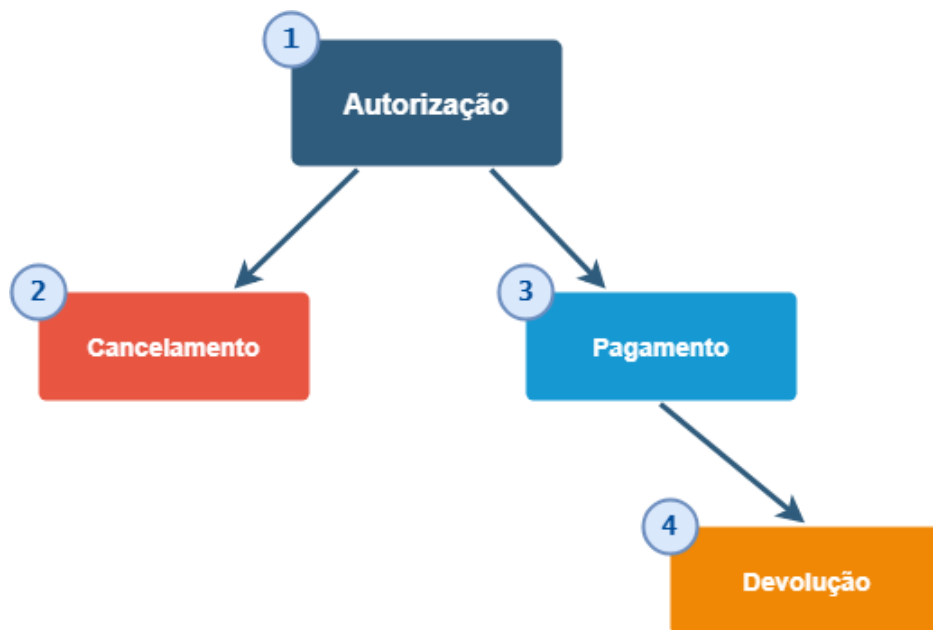 1
Autorização
2
Cancelamento
3
Pagamento
4
Devolução